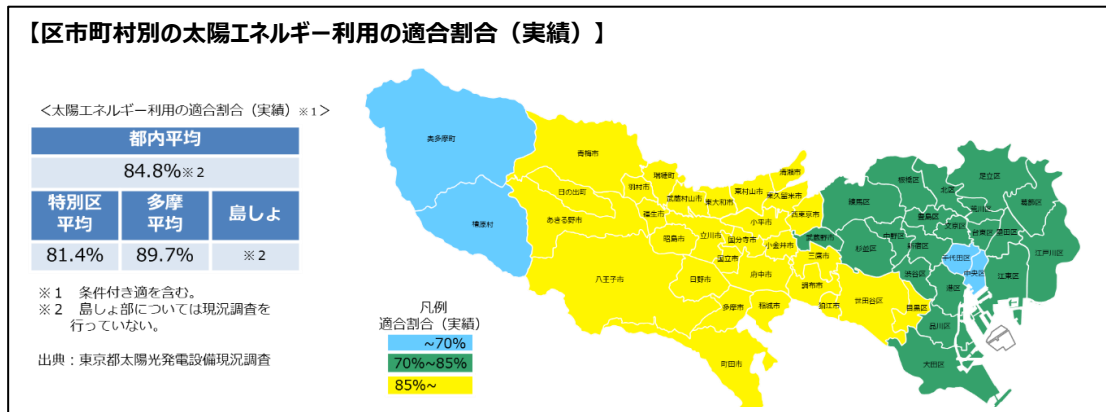 【区市町村別の太陽エネルギー利用の適合割合（実績）】
＜太陽エネルギー利用の適合割合（実績）※1＞
都内平均
84.8%※2
特別区
平均
多摩
平均
島しょ
81.4%
89.7%
※2
※１　条件付き適を含む。
※２　島しょ部については現況調査を
行っていない。
出典：東京都太陽光発電設備現況調査
凡例
適合割合（実績）
~70%
70%~85%
85%~
奥多摩町
檜原村
青梅市
日の出町
あきる野市
八王子市
瑞穂町
羽村市
福生市
武蔵村山市
昭島市
立川市
東大和市
東村山市
清瀬市
東久留米市
西東京市
小平市
国分寺市
国立市
小金井市
武蔵野市
三鷹市
府中市
調布市
狛江市
日野市
多摩市
稲城市
町田市
練馬区
板橋区
北区
足立区
葛飾区
荒川区
豊島区
文京区
台東区
墨田区
江戸川区
中野区
杉並区
新宿区
千代田区
中央区
江東区
渋谷区
港区
世田谷区
目黒区
品川区
大田区